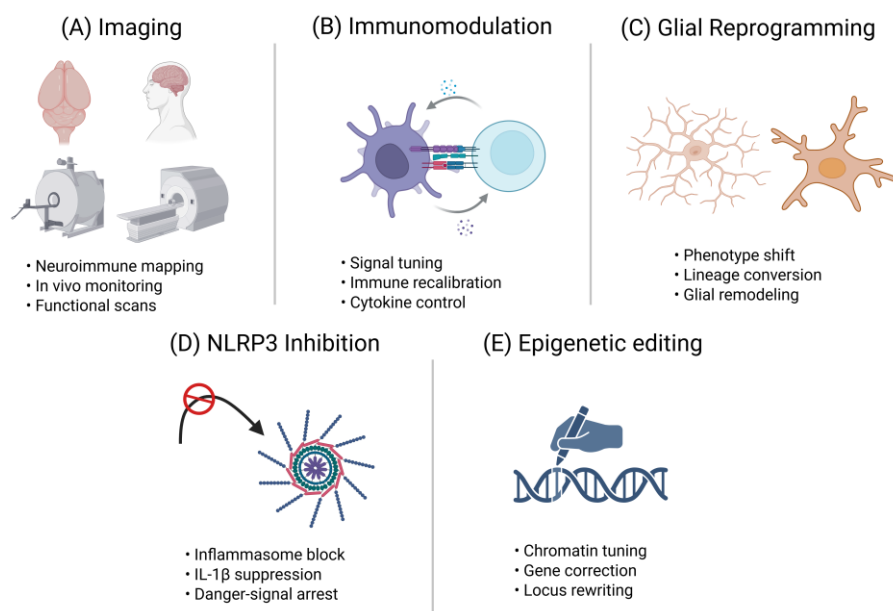 (A) Imaging
• Neuroimmune mapping
• In vivo monitoring
• Functional scans
(B) Immunomodulation
• Signal tuning
• Immune recalibration
• Cytokine control
(C) Glial Reprogramming
• Phenotype shift
• Lineage conversion
• Glial remodeling
(D) NLRP3 Inhibition
• Inflammasome block
• IL-1β suppression
• Danger-signal arrest
(E) Epigenetic editing
• Chromatin tuning
• Gene correction
• Locus rewriting